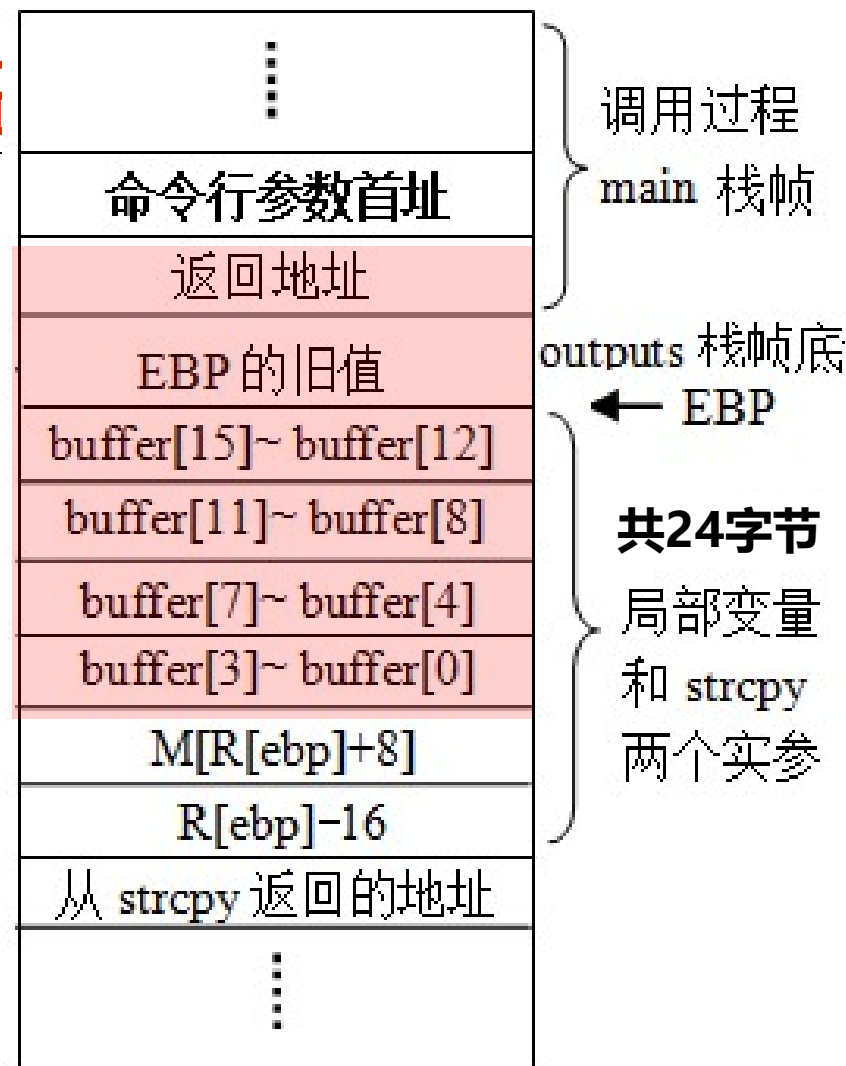 调用过程
main 栈帧
命令行参数首址
返回地址
outputs 栈帧底
EBP 的旧值
EBP
buffer[15]~ buffer[12]
buffer[11]~ buffer[8]
共24字节
buffer[7]~ buffer[4]
局部变量
buffer[3]~ buffer[0]
和 strcpy
M[R[ebp]+8]
两个实参
R[ebp]-16
从 strcpy 返回的地址